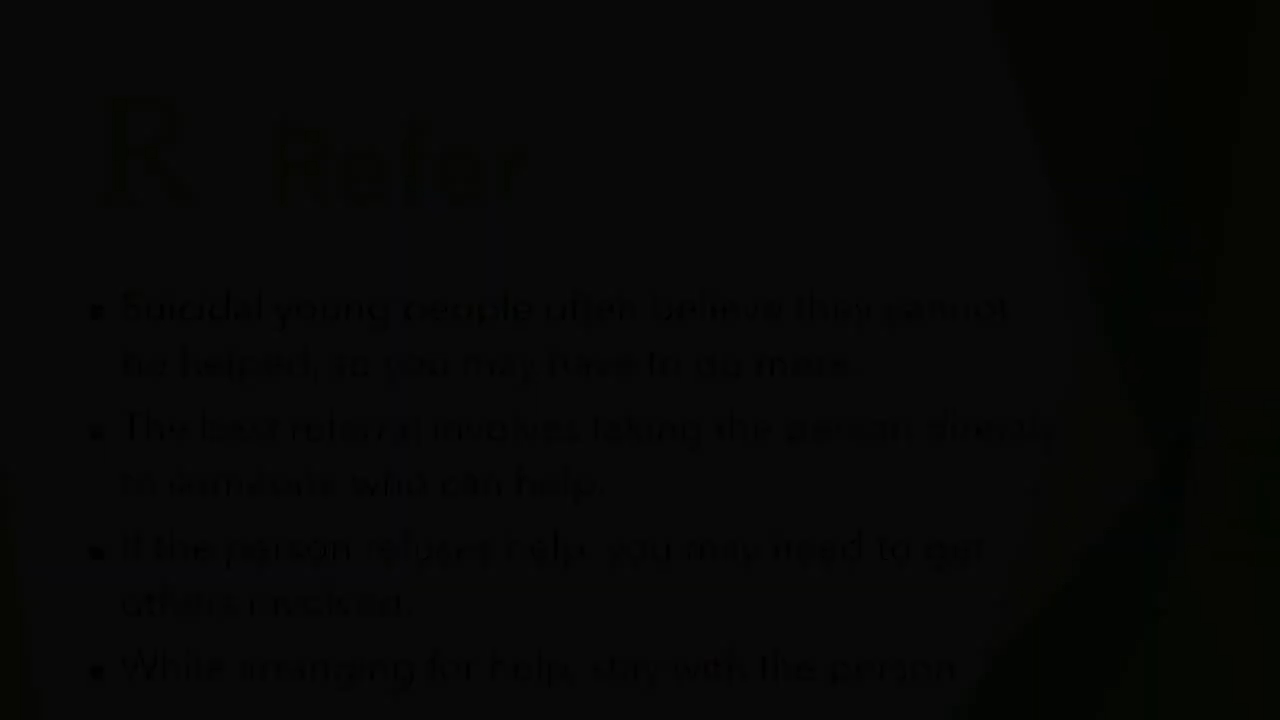 R Refer
▪ Suicidal young people often believe they cannot
be helped, so you may have to do more.
▪ The best referral involves taking the person directly
to someone who can help.
▪ If the person refuses help, you may need to get
others involved.
▪ While arranging for help, stay with the person